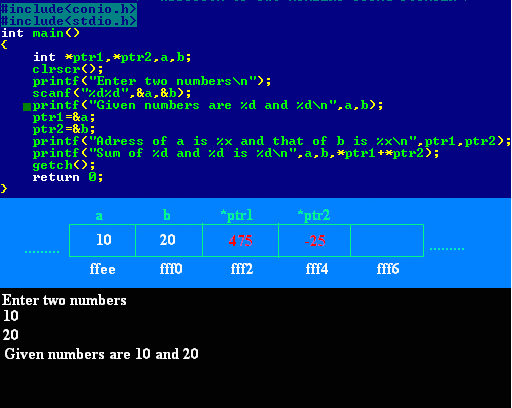 #include<conio.h>
#include<stdio.h>
int main()
{
int *ptr1,*ptr2,a,b;
clrscr();
printf("Enter two numbers\n");
scanf("%d%d",&a,&b);
printf("Given numbers are %d and %d\n",a,b);
ptr1=&a;
ptr2=&b;
printf("Adress of a is %x and that of b is %x\n",ptr1,ptr2);
printf("Sum of %d and %d is %d\n",a,b,*ptr1+*ptr2);
getch();
return 0;
}
a b *ptr1 *ptr2
......... 10 20 475 -25 .........
ffee fff0 fff2 fff4 fff6
Enter two numbers
10
20
Given numbers are 10 and 20